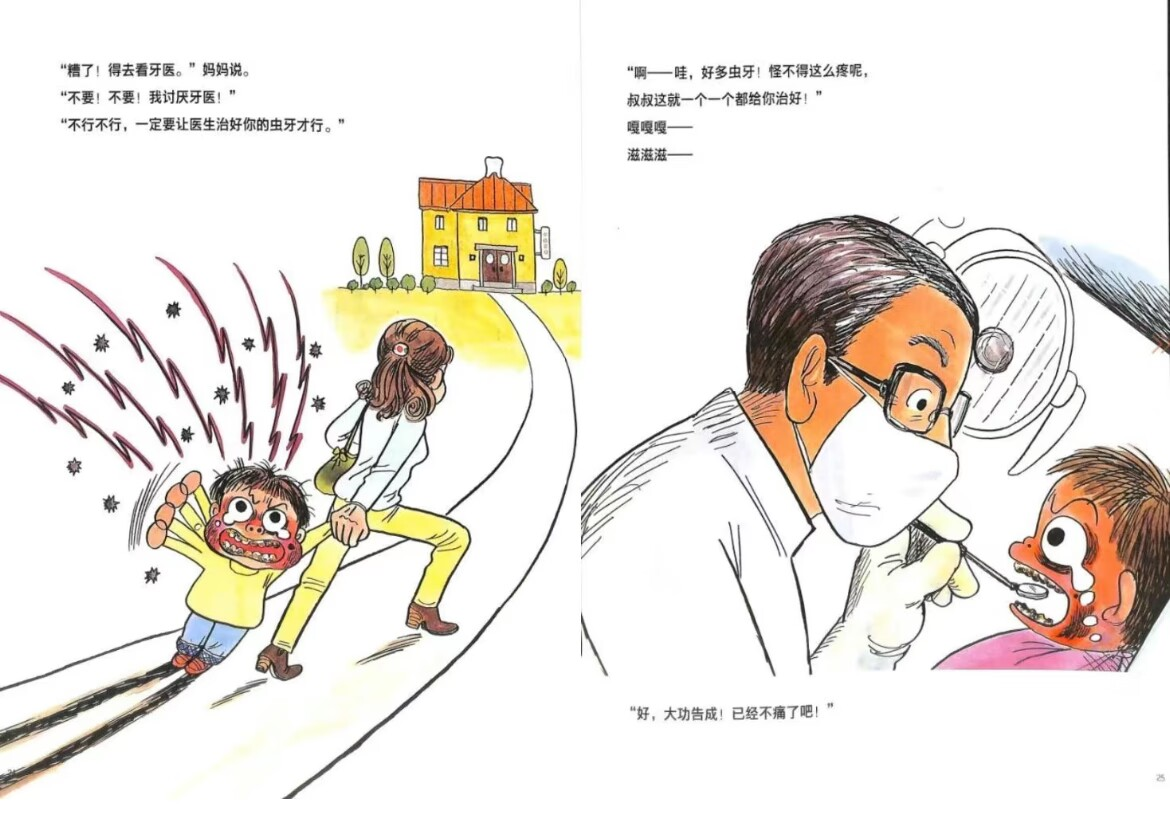 “糟了！得去看牙医。”妈妈说。
“不要！不要！我讨厌牙医！”
“不行不行，一定要让医生治好你的虫牙才行。”
“啊——哇，好多虫牙！怪不得这么疼呢，
叔叔这就一个一个都给你治好！”
嘎嘎嘎——
滋滋滋——
“好，大功告成！已经不痛了吧！”
25